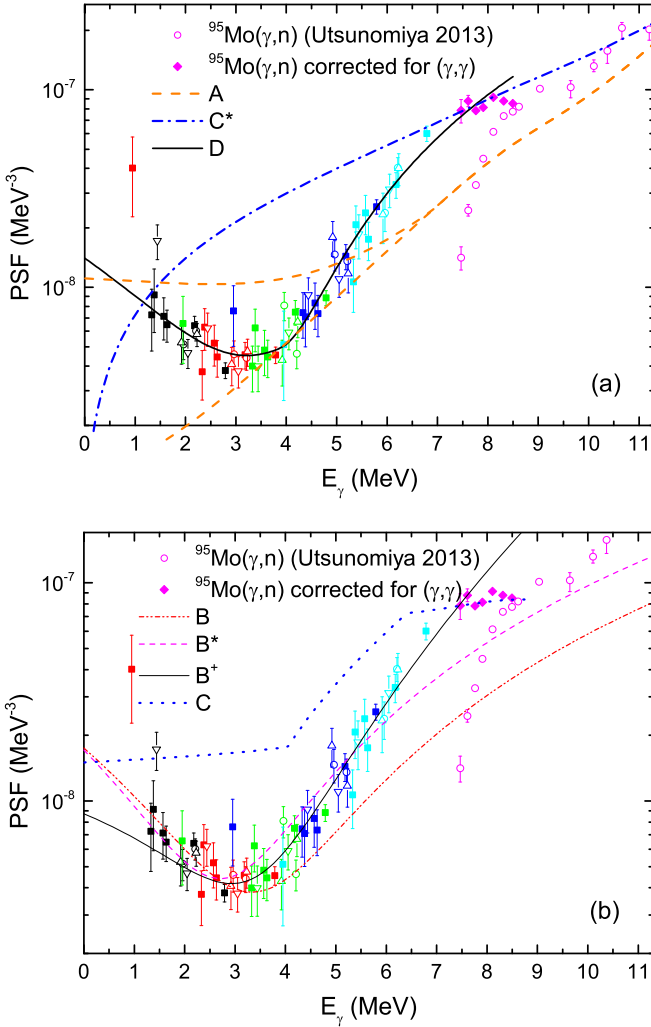 ⁹⁵Mo(γ,n) (Utsunomiya 2013)
⁹⁵Mo(γ,n) corrected for (γ,γ)
A
C*
D
10⁻⁷
10⁻⁸
PSF (MeV⁻³)
(a)
0 1 2 3 4 5 6 7 8 9 10 11
Eγ (MeV)
⁹⁵Mo(γ,n) (Utsunomiya 2013)
⁹⁵Mo(γ,n) corrected for (γ,γ)
B
B*
B⁺
C
10⁻⁷
10⁻⁸
PSF (MeV⁻³)
(b)
0 1 2 3 4 5 6 7 8 9 10 11
Eγ (MeV)